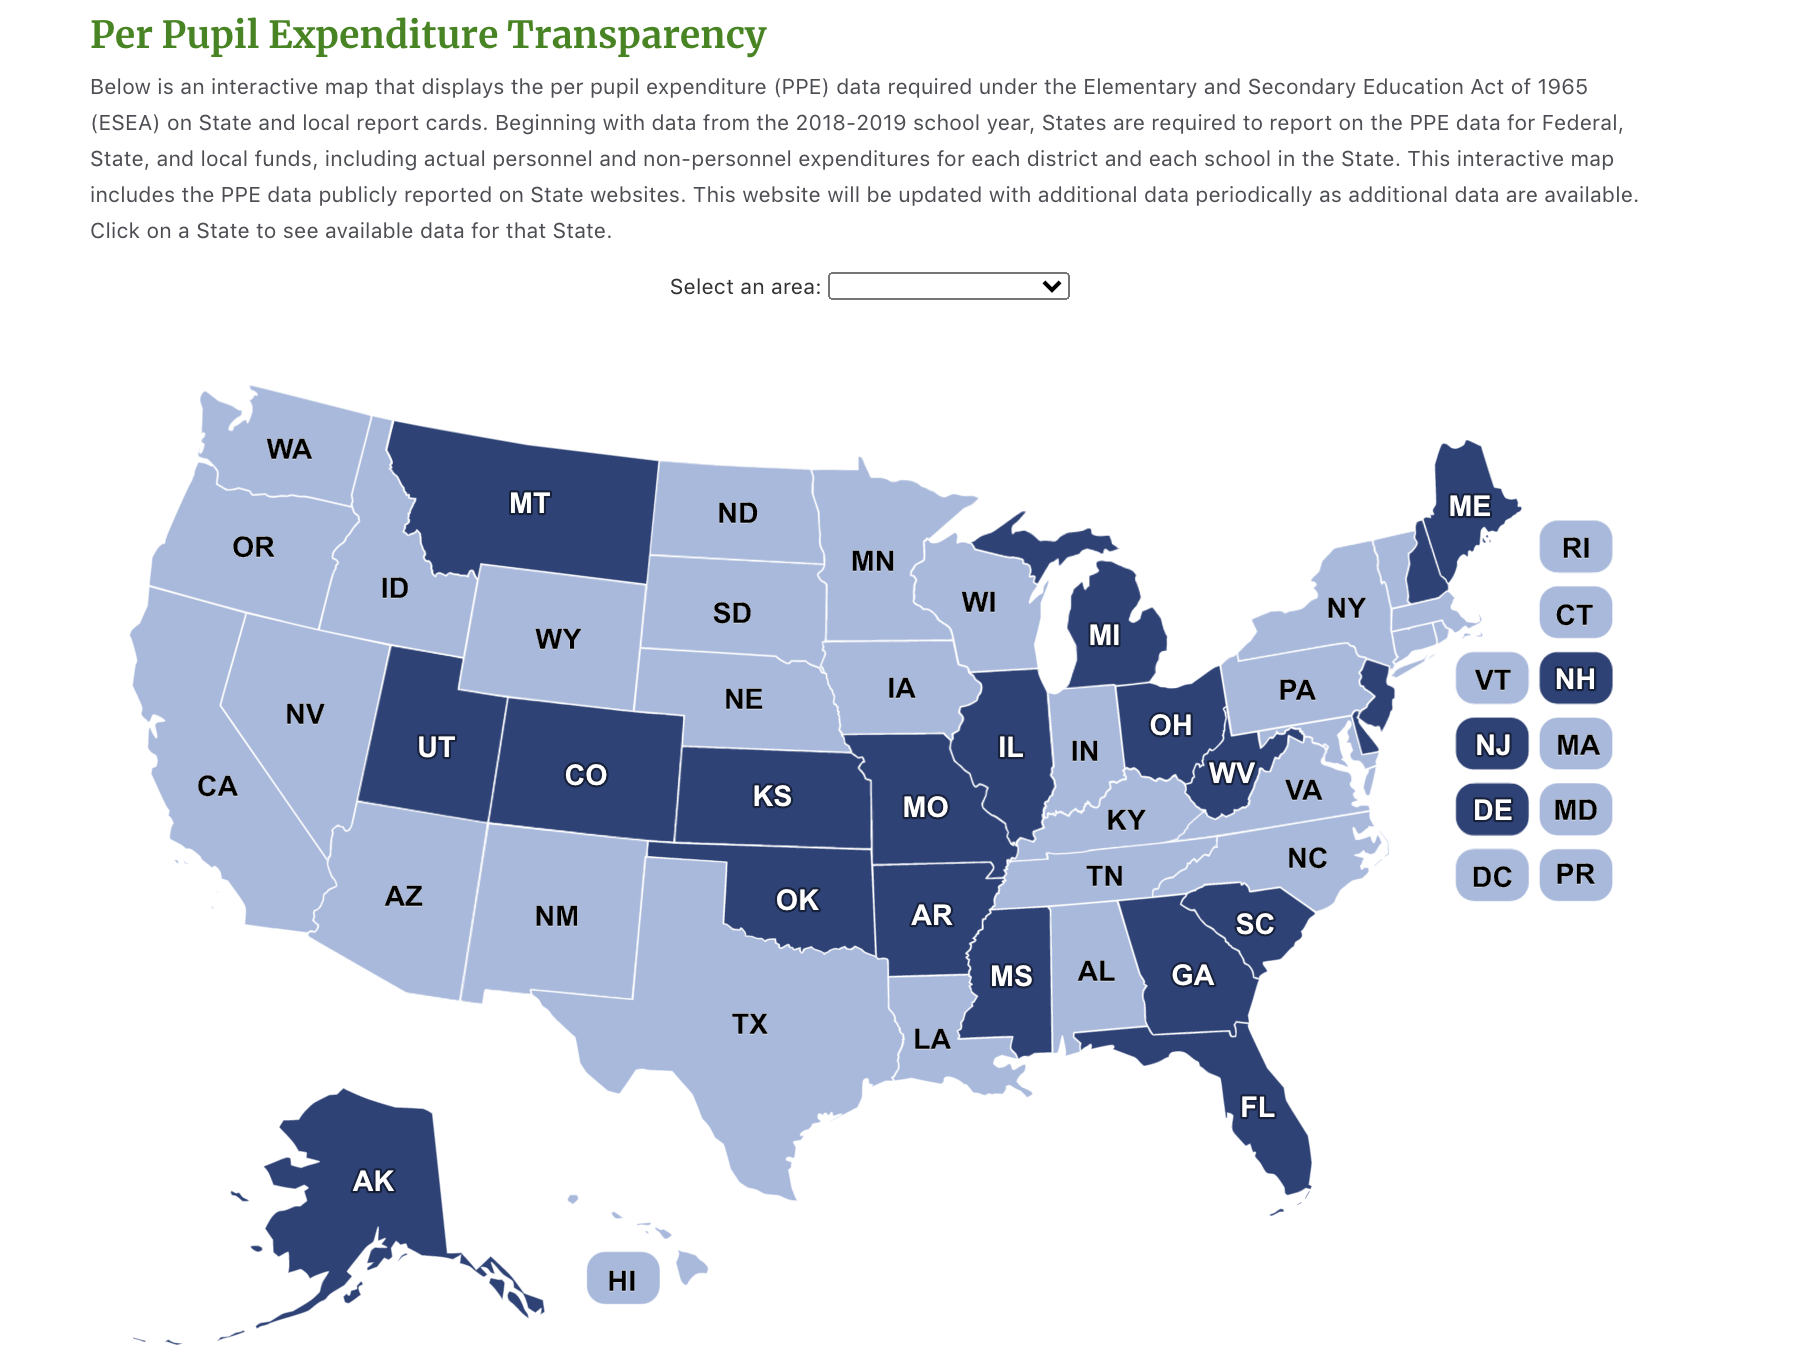 Per Pupil Expenditure Transparency
Below is an interactive map that displays the per pupil expenditure (PPE) data required under the Elementary and Secondary Education Act of 1965
(ESEA) on State and local report cards. Beginning with data from the 2018-2019 school year, States are required to report on the PPE data for Federal,
State, and local funds, including actual personnel and non-personnel expenditures for each district and each school in the State. This interactive map
includes the PPE data publicly reported on State websites. This website will be updated with additional data periodically as additional data are available.
Click on a State to see available data for that State.
Select an area:
WA
MT
ME
ND
OR
MN
RI
ID
WI
NY
SD
CT
WY
MI
VT
NH
IA
PA
NE
NV
OH
UT
IL
IN
NJ
MA
CO
WV
CA
KS
VA
MO
KY
DE
MD
NC
TN
DC
PR
AZ
OK
NM
AR
SC
MS
AL
GA
TX
LA
FL
AK
HI